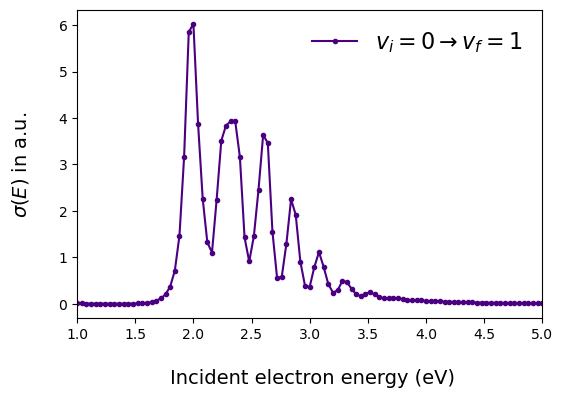 v_i = 0 → v_f = 1
σ(E) in a.u.
6
5
4
3
2
1
0
1.0 1.5 2.0 2.5 3.0 3.5 4.0 4.5 5.0
Incident electron energy (eV)